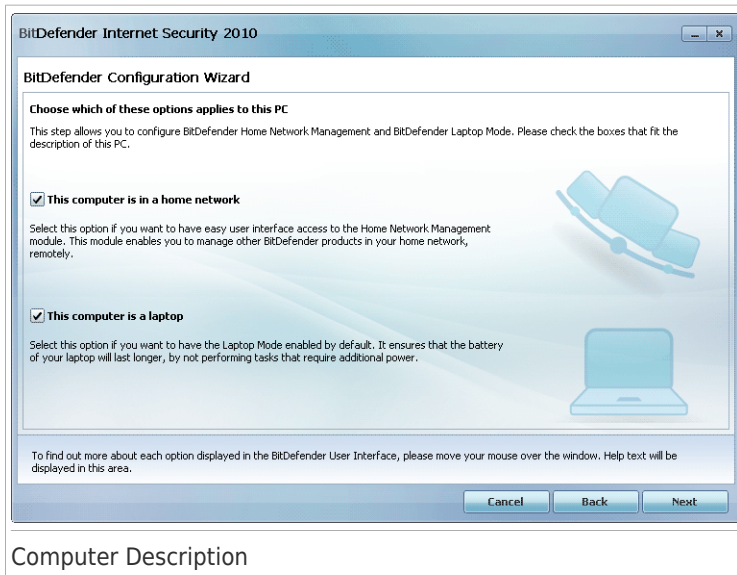 BitDefender Internet Security 2010
BitDefender Configuration Wizard
Choose which of these options applies to this PC
This step allows you to configure BitDefender Home Network Management and BitDefender Laptop Mode. Please check the boxes that fit the
description of this PC.
This computer is in a home network
Select this option if you want to have easy user interface access to the Home Network Management
module. This module enables you to manage other BitDefender products in your home network,
remotely.
This computer is a laptop
Select this option if you want to have the Laptop Mode enabled by default. It ensures that the battery
of your laptop will last longer, by not performing tasks that require additional power.
To find out more about each option displayed in the BitDefender User Interface, please move your mouse over the window. Help text will be
displayed in this area.
Cancel Back Next
Computer Description